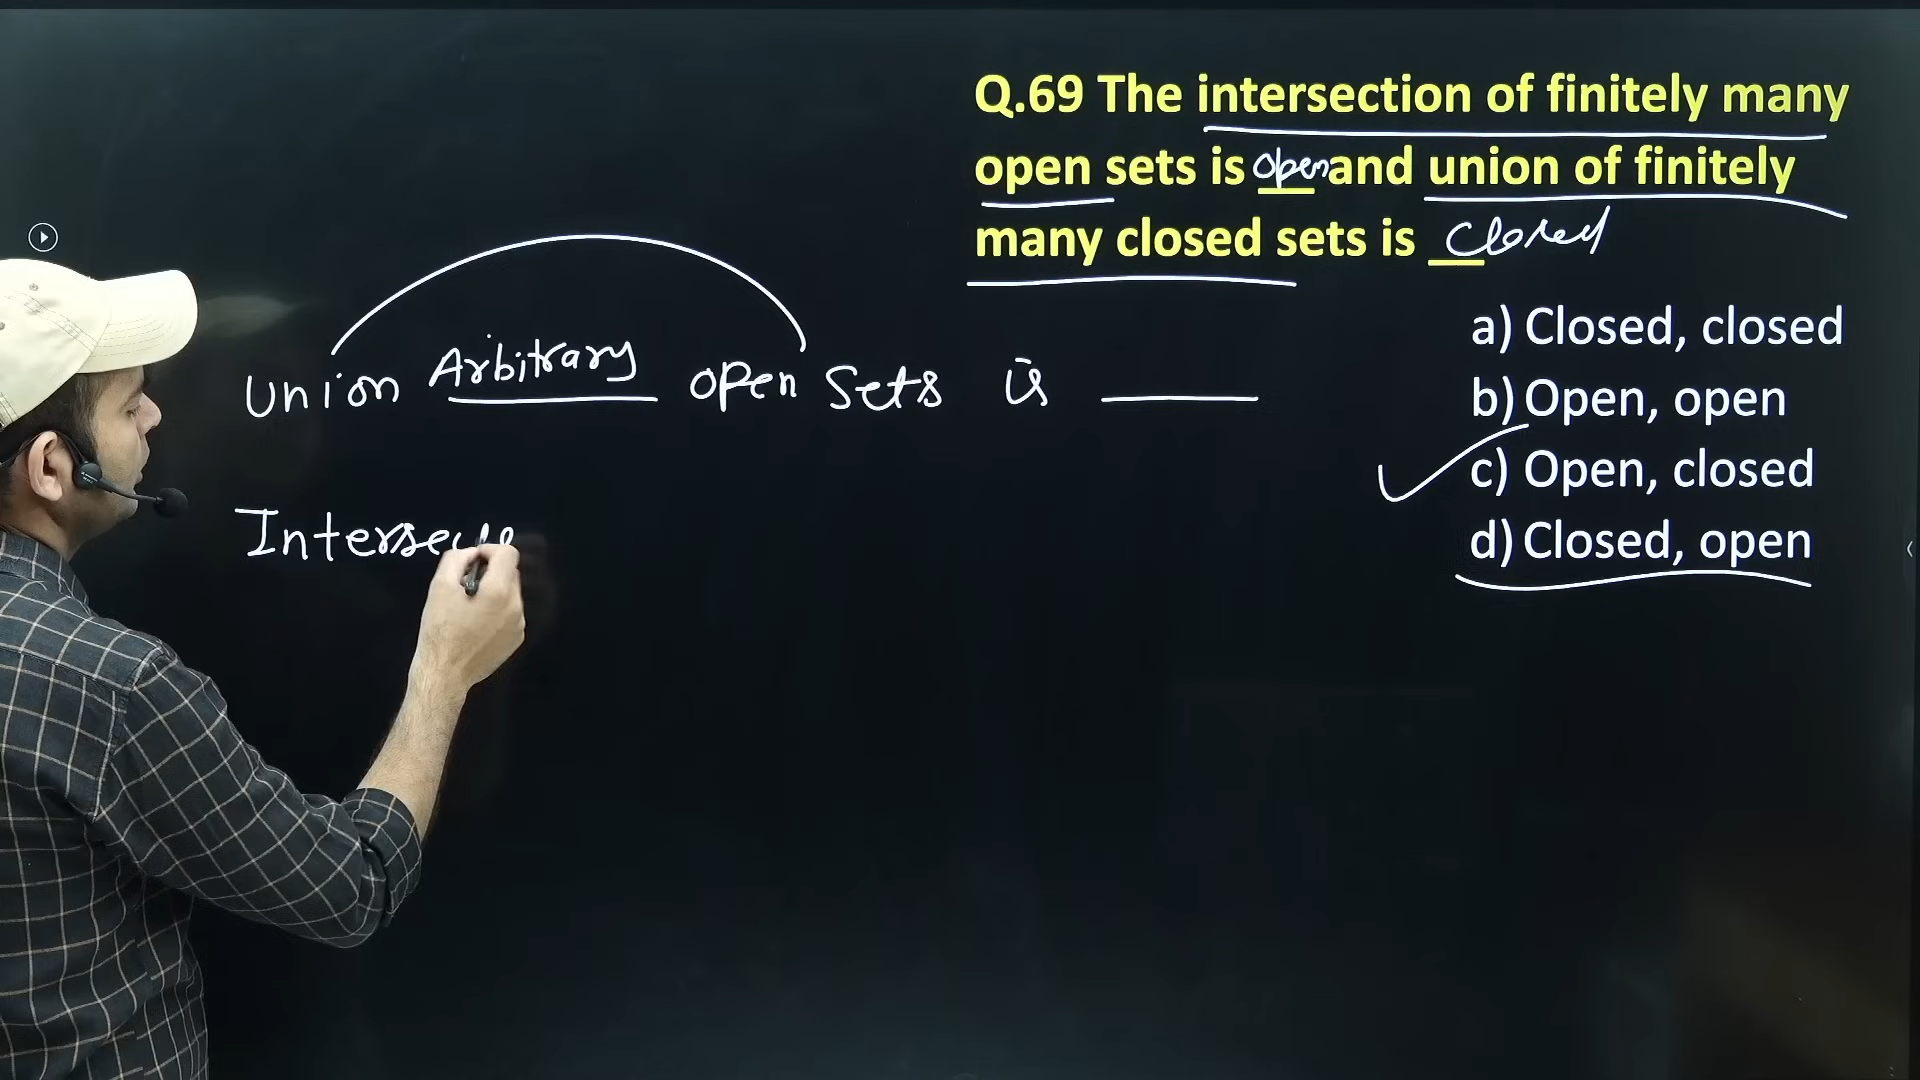 Q.69 The intersection of finitely many
open sets is open and union of finitely
many closed sets is closed
a) Closed, closed
b) Open, open
c) Open, closed
d) Closed, open
Union Arbitrary open sets is